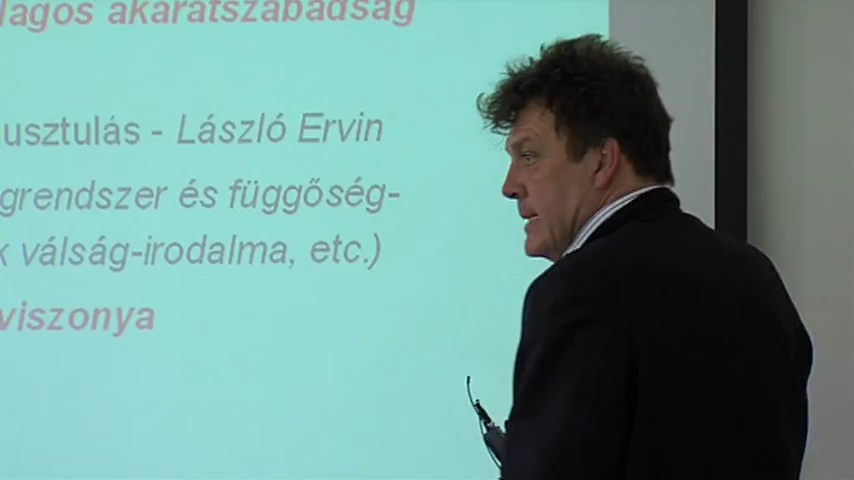 lagos akaratszabadság
usztulás - László Ervin
grendszer és függőség-
k válság-irodalma, etc.)
viszonya